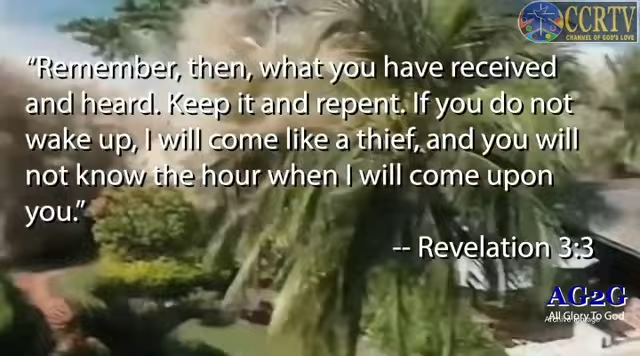 CCRTV
CHANNEL OF GOD'S LOVE
“Remember, then, what you have received
and heard. Keep it and repent. If you do not
wake up, I will come like a thief, and you will
not know the hour when I will come upon
you.”
-- Revelation 3:3
AG2G
All Glory To God